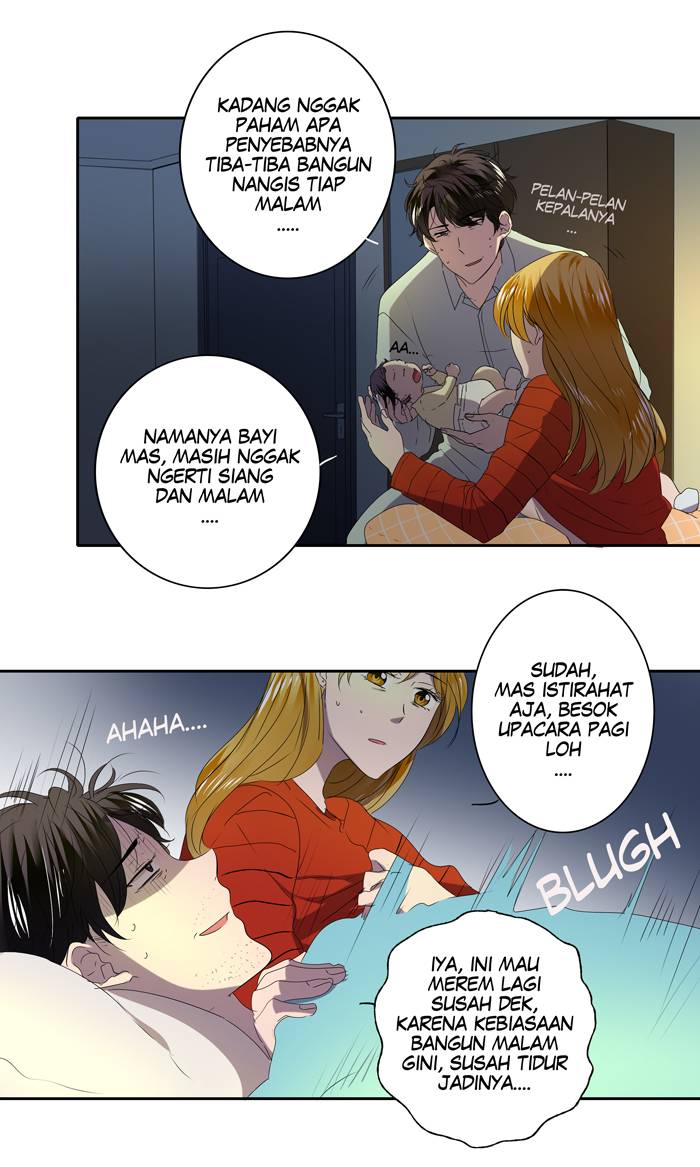 KADANG NGGAK
PAHAM APA
PENYEBABNYA
TIBA-TIBA BANGUN
NANGIS TIAP
MALAM
.....
PELAN-PELAN
KEPALANYA
...
AA...
NAMANYA BAYI
MAS, MASIH NGGAK
NGERTI SIANG
DAN MALAM
....
SUDAH,
MAS ISTIRAHAT
AJA, BESOK
UPACARA PAGI
LOH
....
AHAHA....
BLUGH
IYA, INI MAU
MEREM LAGI
SUSAH DEK,
KARENA KEBIASAAN
BANGUN MALAM
GINI, SUSAH TIDUR
JADINYA....